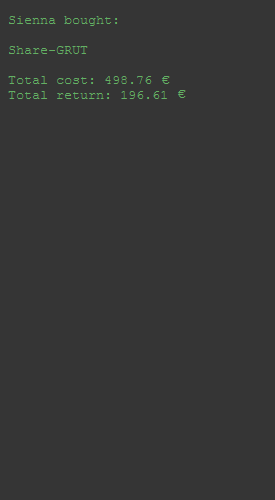 Sienna bought:
Share-GRUT
Total cost: 498.76 €
Total return: 196.61 €